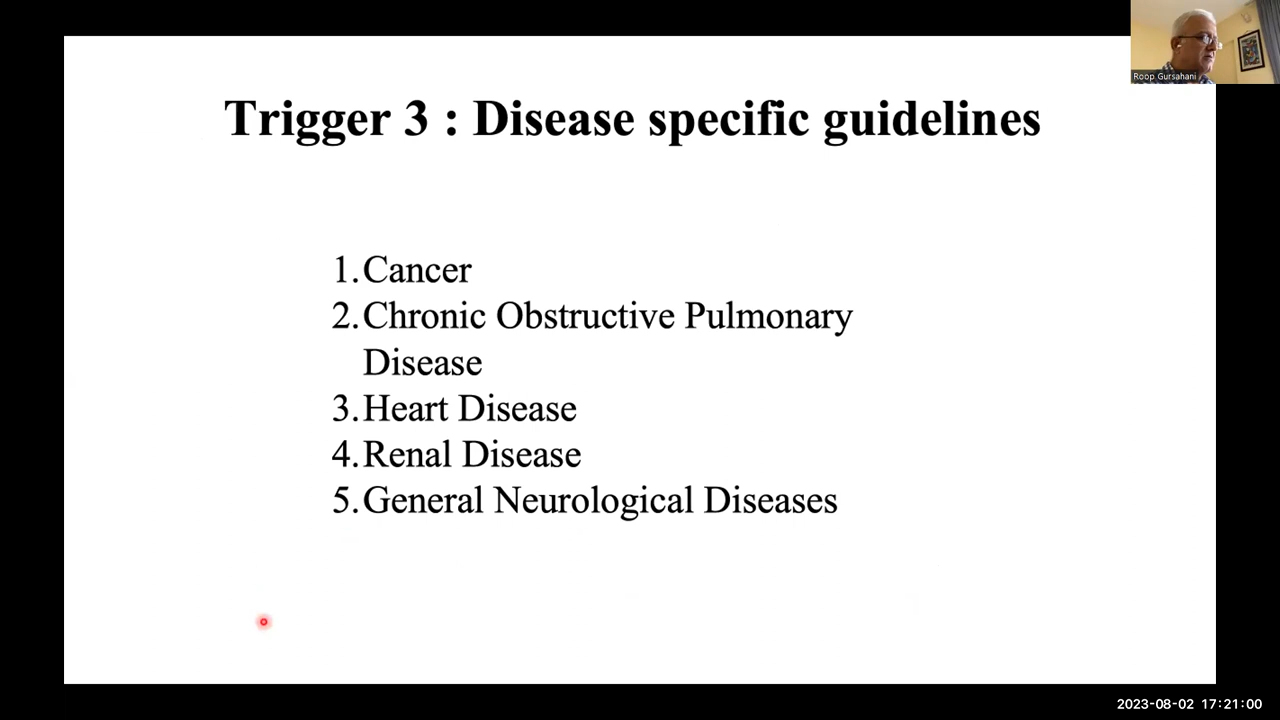 Roop Gursahani
Trigger 3 : Disease specific guidelines
1.Cancer
2.Chronic Obstructive Pulmonary
Disease
3.Heart Disease
4.Renal Disease
5.General Neurological Diseases
2023-08-02 17:21:00